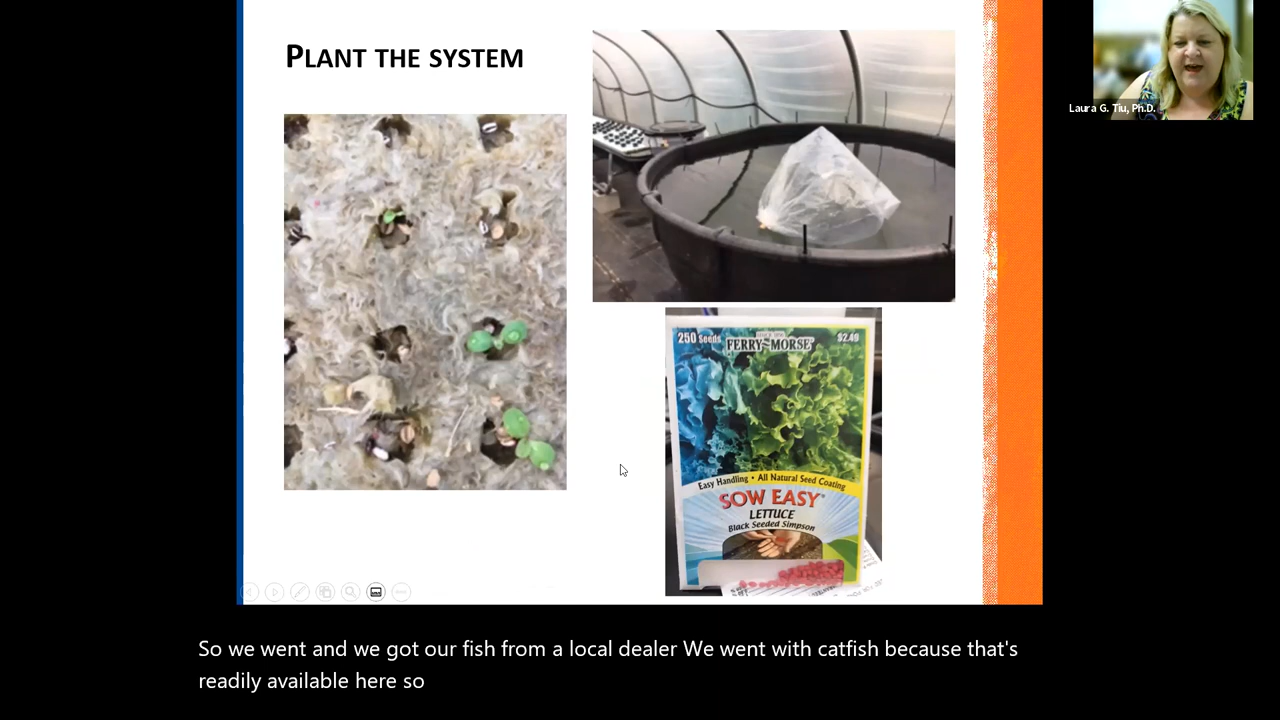 PLANT THE SYSTEM
Laura G. Tiu, Ph.D.
250 Seeds
FERRY-MORSE
$2.49
Easy Handling • All Natural Seed Coating
SOW EASY®
LETTUCE
Black Seeded Simpson
So we went and we got our fish from a local dealer We went with catfish because that's
readily available here so